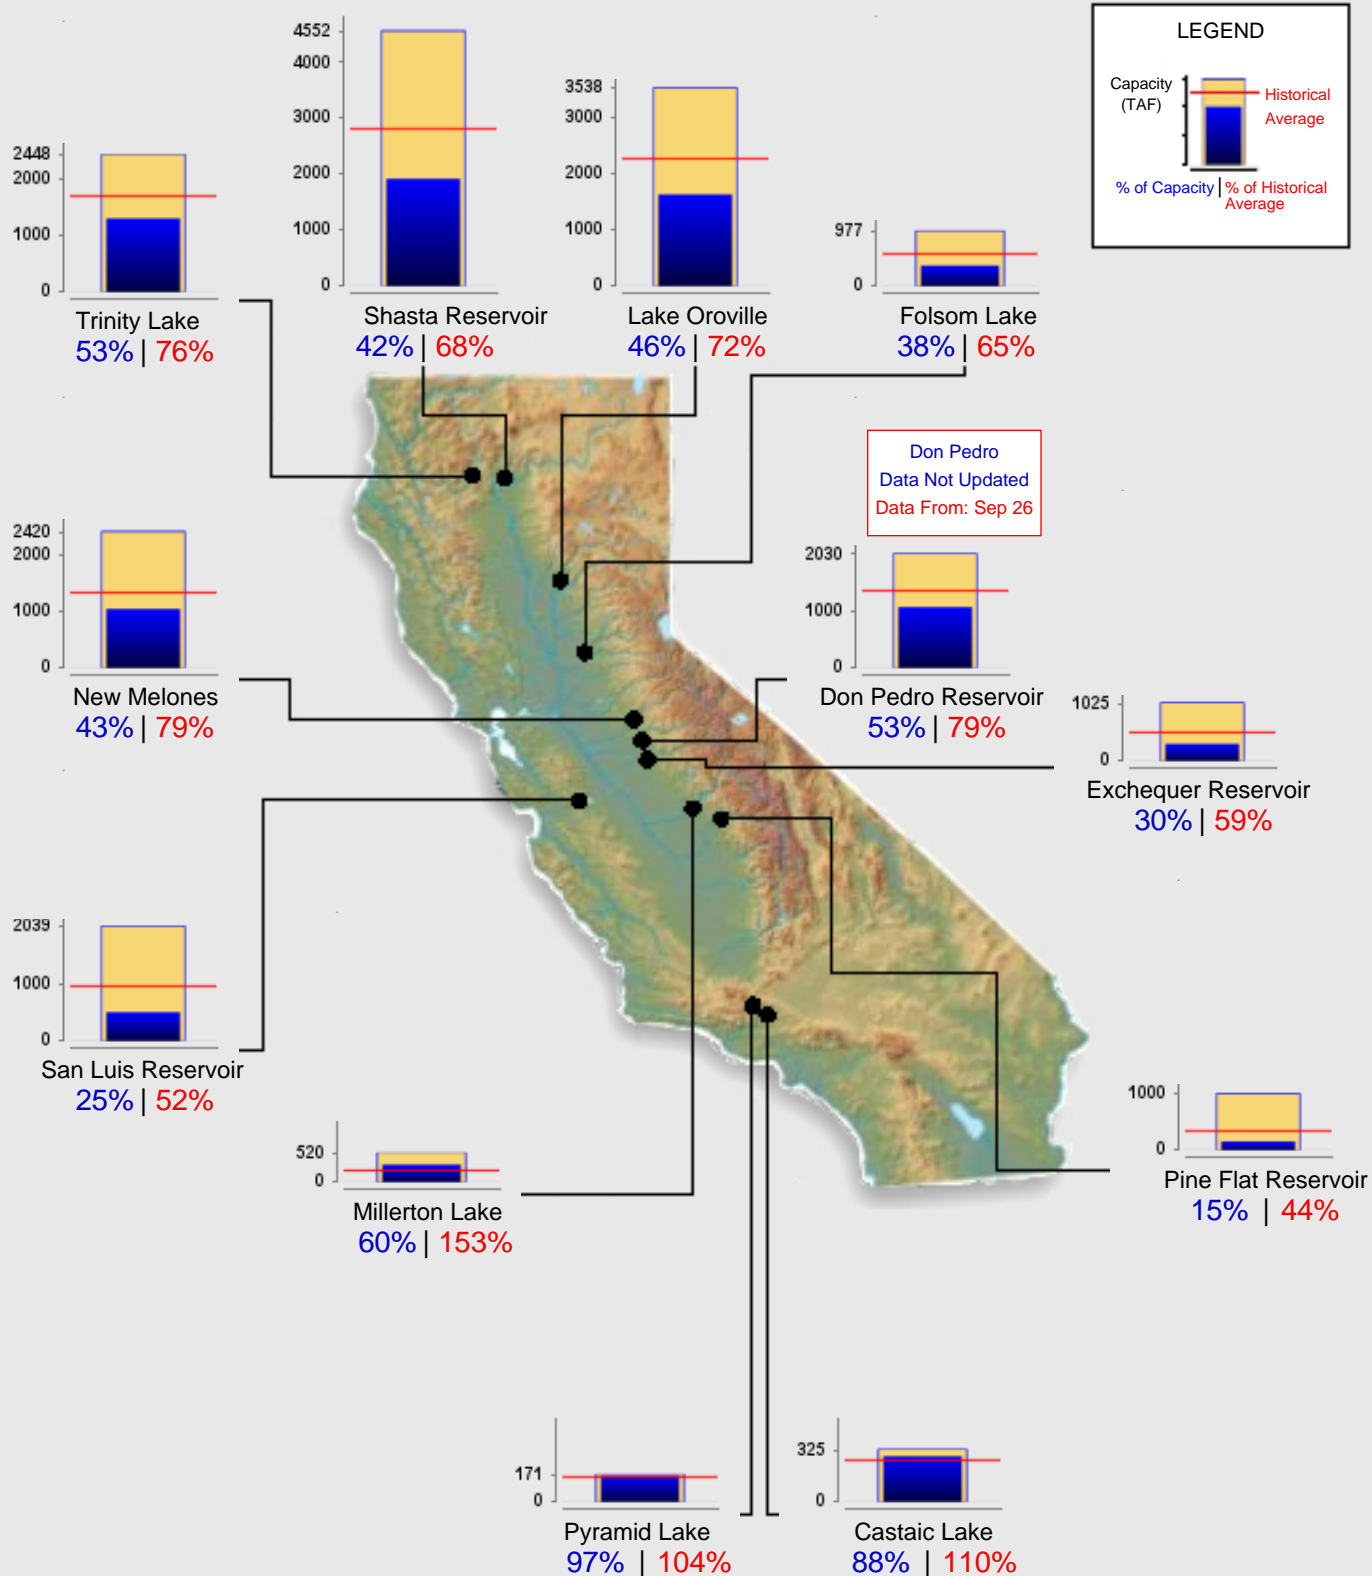 LEGEND
Capacity
(TAF)
Historical
Average
% of Capacity | % of Historical
Average
4552
4000
3000
2000
1000
0
Shasta Reservoir
42% | 68%
3538
3000
2000
1000
0
Lake Oroville
46% | 72%
2448
2000
1000
0
Trinity Lake
53% | 76%
977
0
Folsom Lake
38% | 65%
Don Pedro
Data Not Updated
Data From: Sep 26
2420
2000
1000
0
New Melones
43% | 79%
2030
1000
0
Don Pedro Reservoir
53% | 79%
1025
0
Exchequer Reservoir
30% | 59%
2039
1000
0
San Luis Reservoir
25% | 52%
520
0
Millerton Lake
60% | 153%
1000
0
Pine Flat Reservoir
15% | 44%
171
0
Pyramid Lake
97% | 104%
325
0
Castaic Lake
88% | 110%